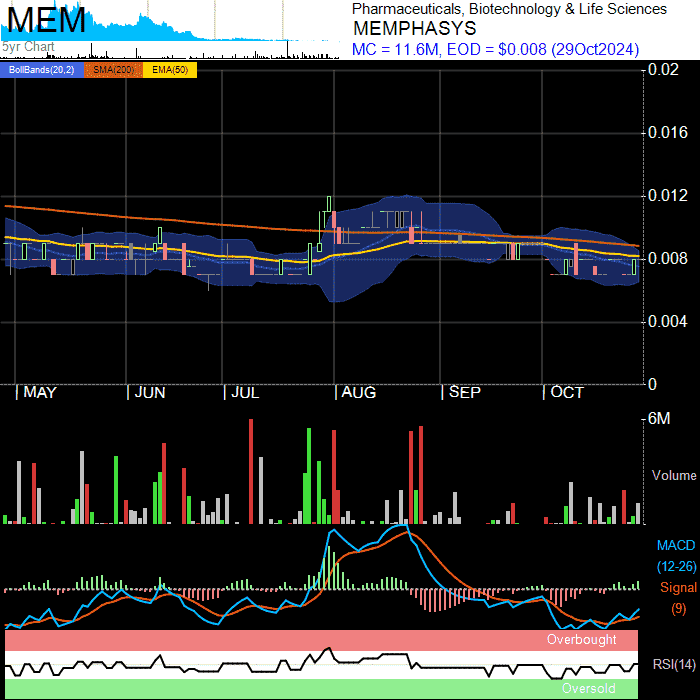 MEM
5yr Chart
Pharmaceuticals, Biotechnology & Life Sciences
MEMPHASYS
MC = 11.6M, EOD = $0.008 (29Oct2024)
BollBands(20,2) SMA(200) EMA(50)
0.02
0.016
0.012
0.008
0.004
0
MAY JUN JUL AUG SEP OCT
6M
Volume
MACD
(12-26)
Signal
(9)
Overbought
RSI(14)
Oversold